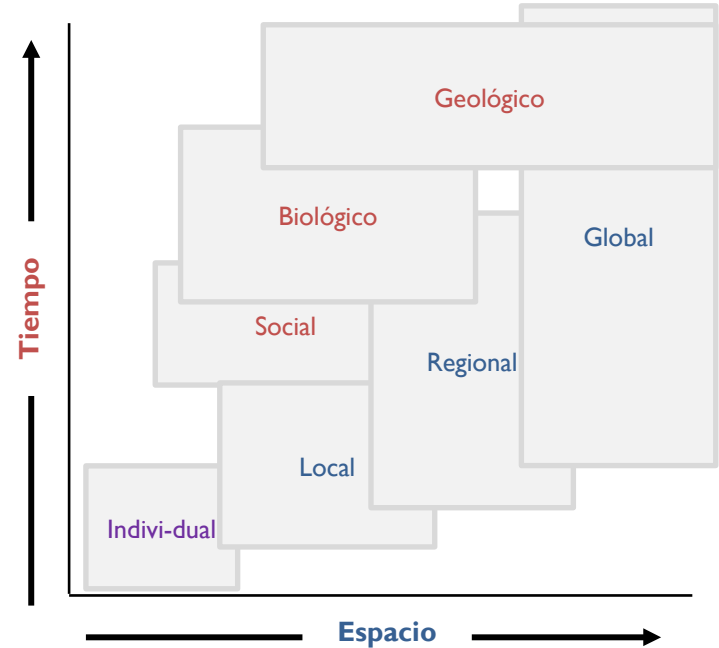 Geológico
Biológico
Global
Tiempo
Social
Regional
Local
Indivi-dual
Espacio